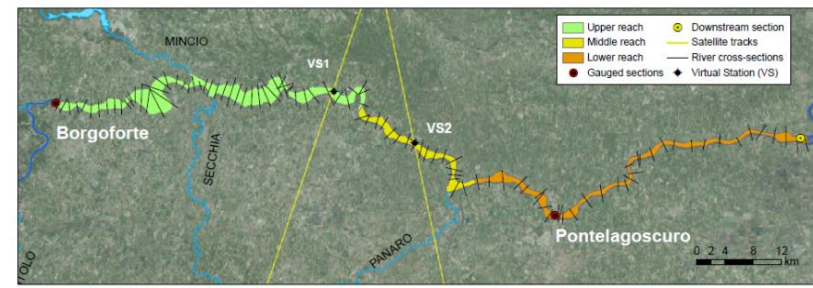 MINCIO
VS1
Borgoforte
SECCHIA
VS2
PANARO
Pontelagoscuro
TOLO
Upper reach
Middle reach
Lower reach
Gauged sections
Downstream section
Satellite tracks
River cross-sections
Virtual Station (VS)
0 2 4 6 8 12
km